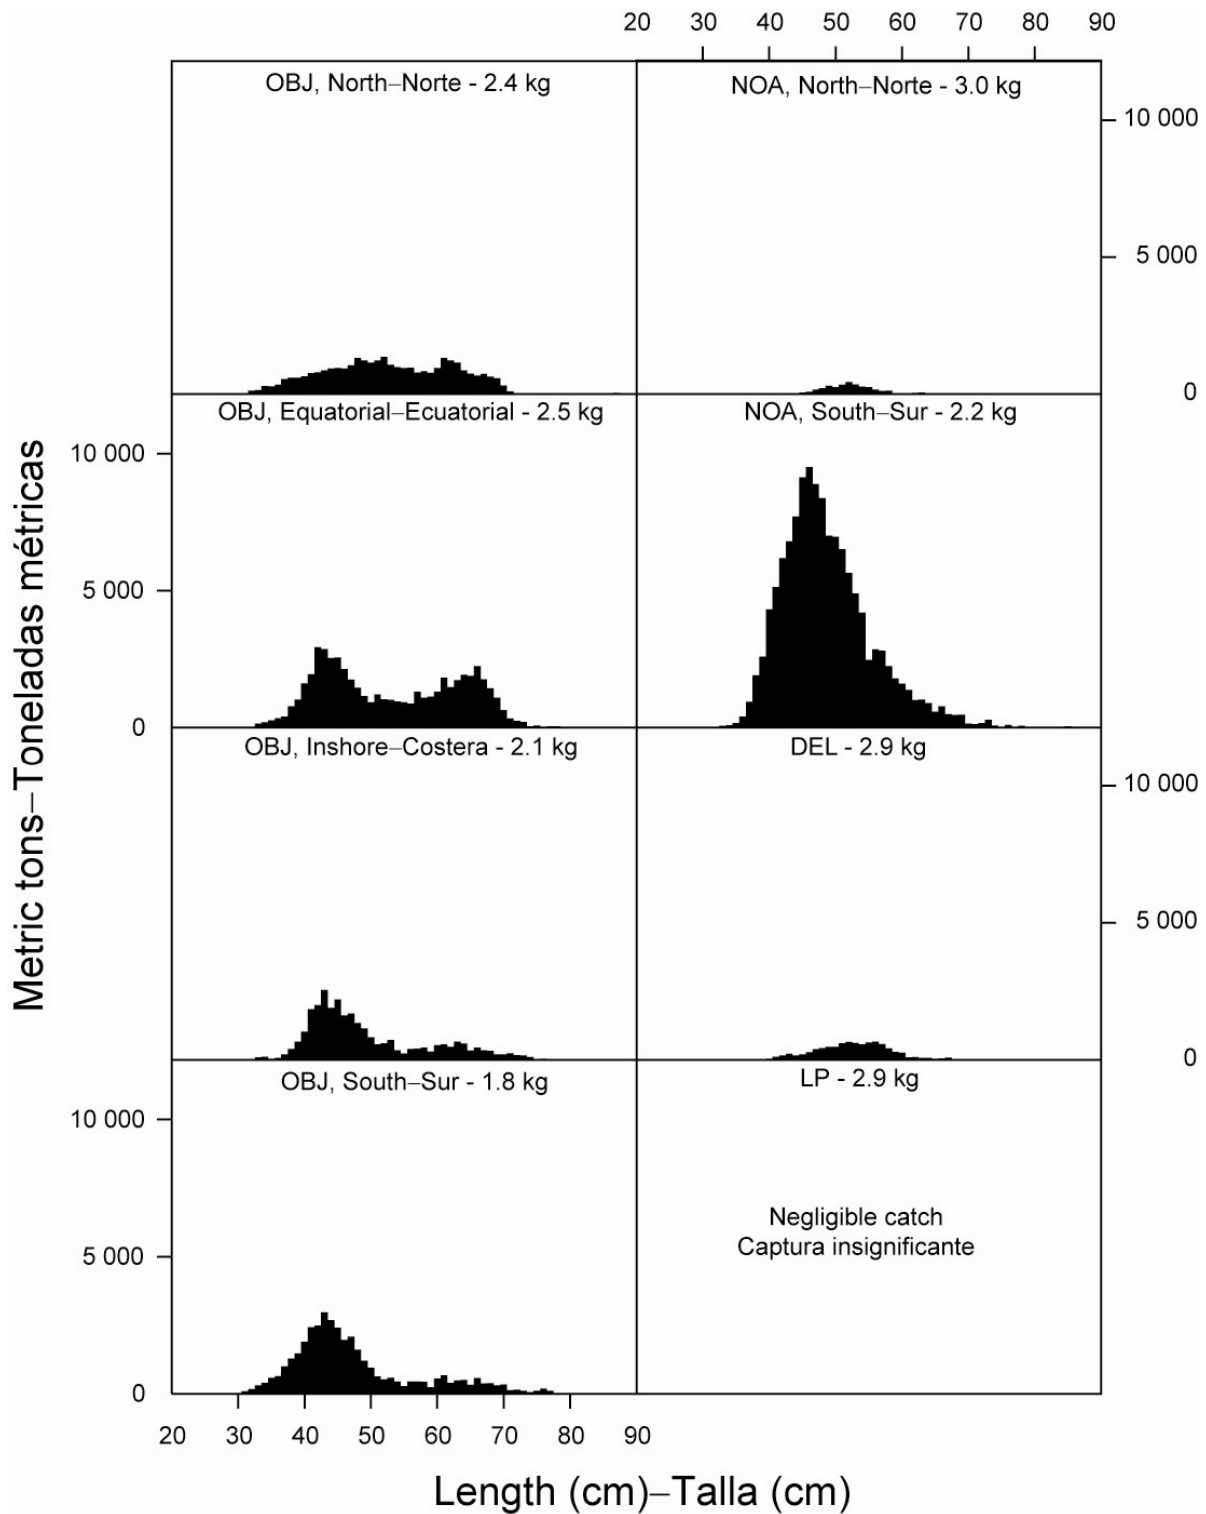 20 30 40 50 60 70 80 90
OBJ, North–Norte - 2.4 kg
NOA, North–Norte - 3.0 kg
10 000
5 000
0
OBJ, Equatorial–Ecuatorial - 2.5 kg
NOA, South–Sur - 2.2 kg
10 000
5 000
0
OBJ, Inshore–Costera - 2.1 kg
DEL - 2.9 kg
10 000
5 000
0
OBJ, South–Sur - 1.8 kg
LP - 2.9 kg
10 000
5 000
0
Negligible catch
Captura insignificante
Metric tons–Toneladas métricas
20 30 40 50 60 70 80 90
Length (cm)–Talla (cm)